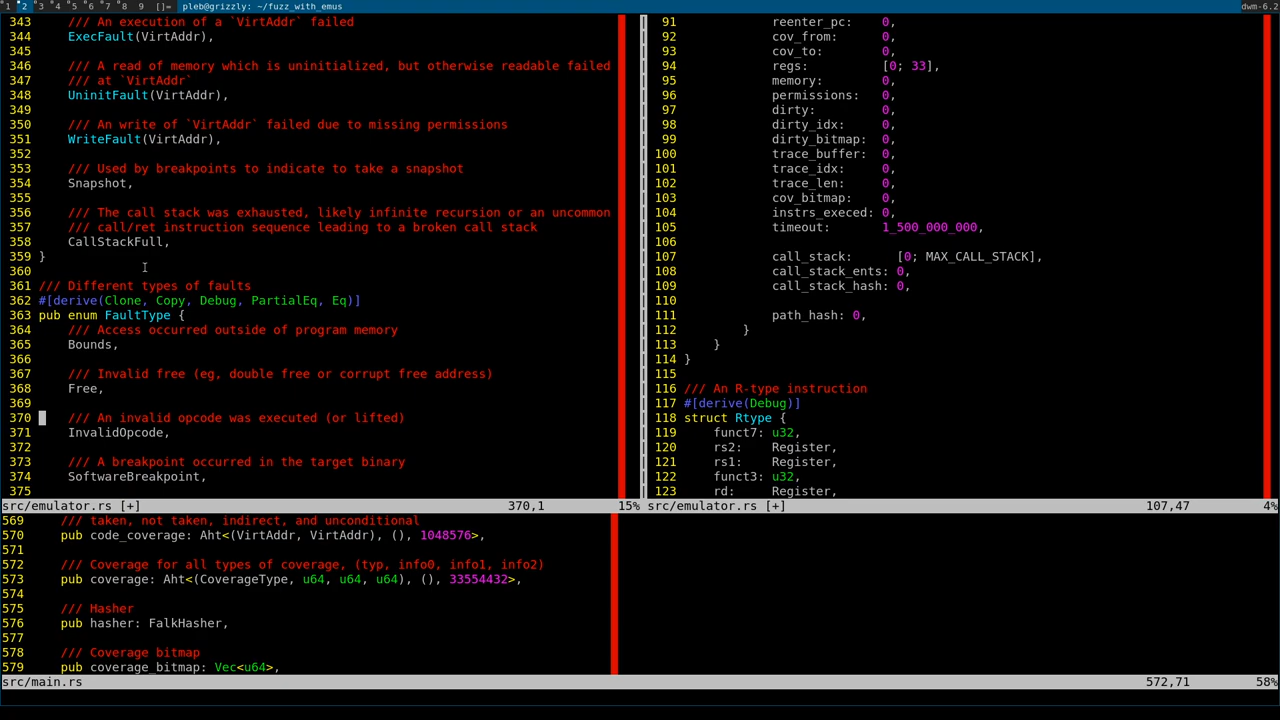 1 2 3 4 5 6 7 8 9 []= pleb@grizzly: ~/fuzz_with_emus dwm-6.2
343 /// An execution of a `VirtAddr` failed
344 ExecFault(VirtAddr),
345
346 /// A read of memory which is uninitialized, but otherwise readable failed
347 /// at `VirtAddr`
348 UninitFault(VirtAddr),
349
350 /// An write of `VirtAddr` failed due to missing permissions
351 WriteFault(VirtAddr),
352
353 /// Used by breakpoints to indicate to take a snapshot
354 Snapshot,
355
356 /// The call stack was exhausted, likely infinite recursion or an uncommon
357 /// call/ret instruction sequence leading to a broken call stack
358 CallStackFull,
359 }
360
361 /// Different types of faults
362 #[derive(Clone, Copy, Debug, PartialEq, Eq)]
363 pub enum FaultType {
364 /// Access occurred outside of program memory
365 Bounds,
366
367 /// Invalid free (eg, double free or corrupt free address)
368 Free,
369
370 /// An invalid opcode was executed (or lifted)
371 InvalidOpcode,
372
373 /// A breakpoint occurred in the target binary
374 SoftwareBreakpoint,
375
src/emulator.rs [+] 370,1 15%
91 reenter_pc: 0,
92 cov_from: 0,
93 cov_to: 0,
94 regs: [0; 33],
95 memory: 0,
96 permissions: 0,
97 dirty: 0,
98 dirty_idx: 0,
99 dirty_bitmap: 0,
100 trace_buffer: 0,
101 trace_idx: 0,
102 trace_len: 0,
103 cov_bitmap: 0,
104 instrs_execed: 0,
105 timeout: 1_500_000_000,
106
107 call_stack: [0; MAX_CALL_STACK],
108 call_stack_ents: 0,
109 call_stack_hash: 0,
110
111 path_hash: 0,
112 }
113 }
114 }
115
116 /// An R-type instruction
117 #[derive(Debug)]
118 struct Rtype {
119 funct7: u32,
120 rs2: Register,
121 rs1: Register,
122 funct3: u32,
123 rd: Register,
src/emulator.rs [+] 107,47 4%
569 /// taken, not taken, indirect, and unconditional
570 pub code_coverage: Aht<(VirtAddr, VirtAddr), (), 1048576>,
571
572 /// Coverage for all types of coverage, (typ, info0, info1, info2)
573 pub coverage: Aht<(CoverageType, u64, u64, u64), (), 33554432>,
574
575 /// Hasher
576 pub hasher: FalkHasher,
577
578 /// Coverage bitmap
579 pub coverage_bitmap: Vec<u64>,
src/main.rs 572,71 58%